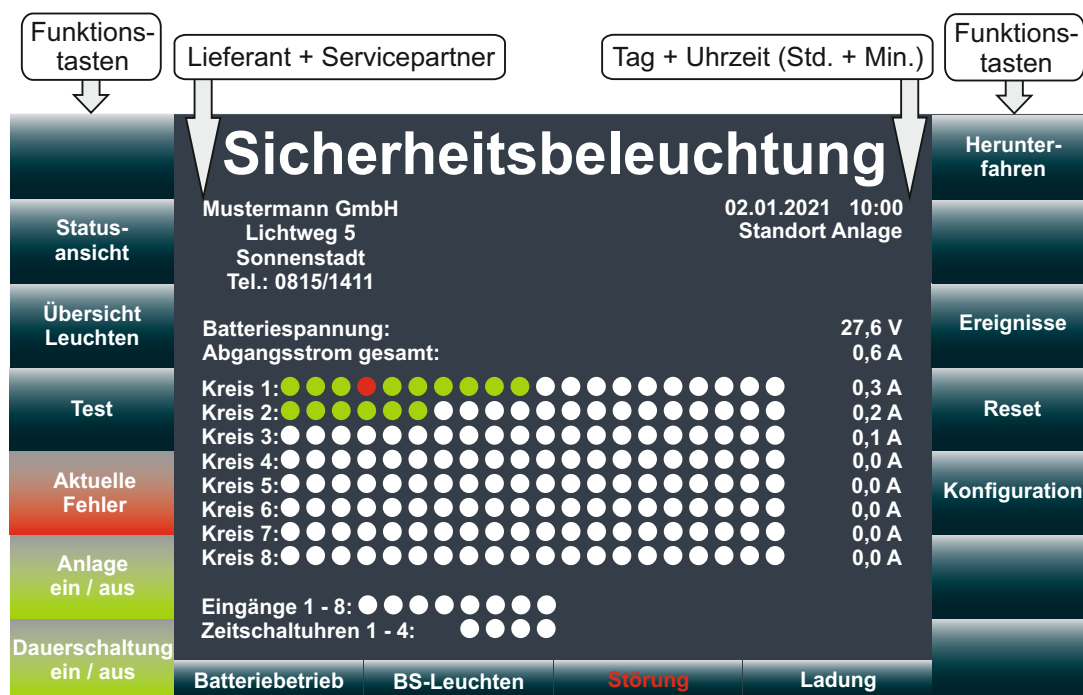 Funktions-
tasten
Lieferant + Servicepartner
Tag + Uhrzeit (Std. + Min.)
Funktions-
tasten
Sicherheitsbeleuchtung
Herunter-
fahren
Mustermann GmbH
Lichtweg 5
Sonnenstadt
Tel.: 0815/1411
02.01.2021 10:00
Standort Anlage
Status-
ansicht
Übersicht
Leuchten
Batteriespannung: 27,6 V
Abgangsstrom gesamt: 0,6 A
Ereignisse
Kreis 1: 0,3 A
Kreis 2: 0,2 A
Kreis 3: 0,1 A
Kreis 4: 0,0 A
Kreis 5: 0,0 A
Kreis 6: 0,0 A
Kreis 7: 0,0 A
Kreis 8: 0,0 A
Test
Reset
Aktuelle
Fehler
Konfiguration
Anlage
ein / aus
Eingänge 1 - 8:
Zeitschaltuhren 1 - 4:
Dauerschaltung
ein / aus
Batteriebetrieb
BS-Leuchten
Störung
Ladung